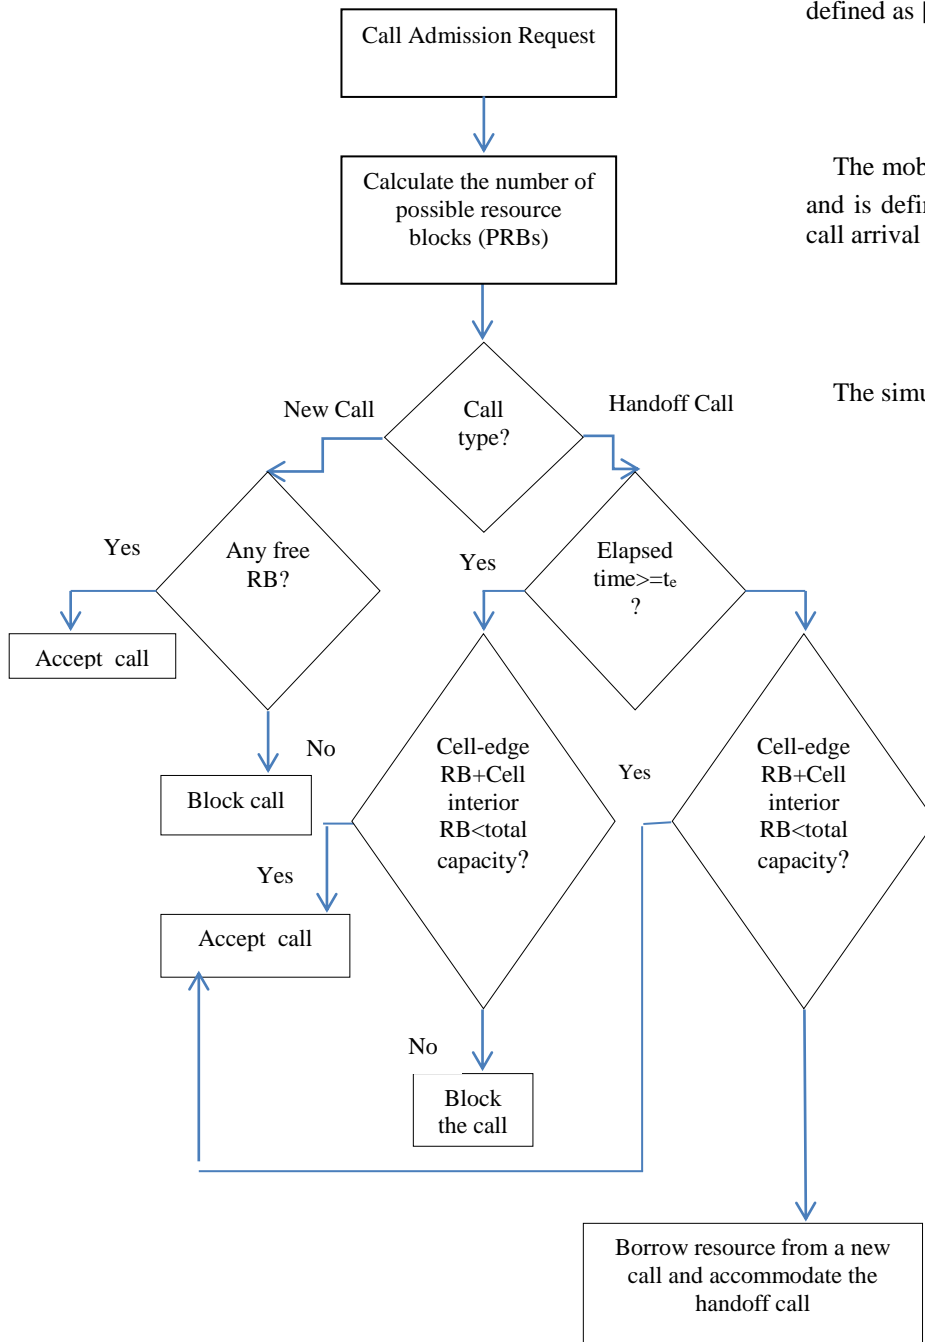 defined as [
Call Admission Request
The mob
and is defin
call arrival
Calculate the number of
possible resource
blocks (PRBs)
The simu
New Call
Call
type?
Handoff Call
Yes
Any free
RB?
Yes
Elapsed
time>=te
?
Accept call
No
Block call
Cell-edge
RB+Cell
interior
RB<total
capacity?
Yes
Cell-edge
RB+Cell
interior
RB<total
capacity?
Yes
Accept call
No
Block
the call
Borrow resource from a new
call and accommodate the
handoff call